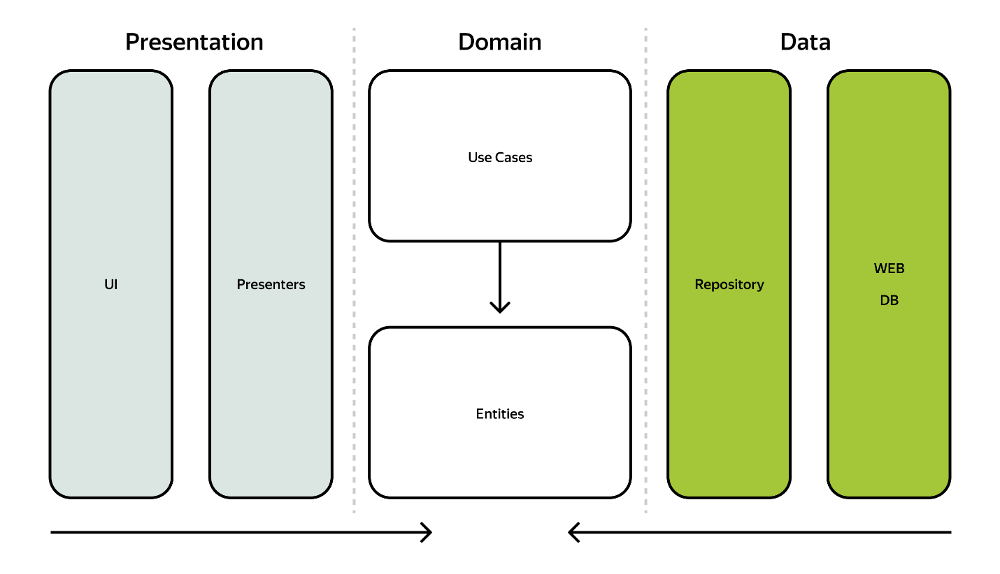 Presentation
Domain
Data
UI
Presenters
Use Cases
Entities
Repository
WEB
DB